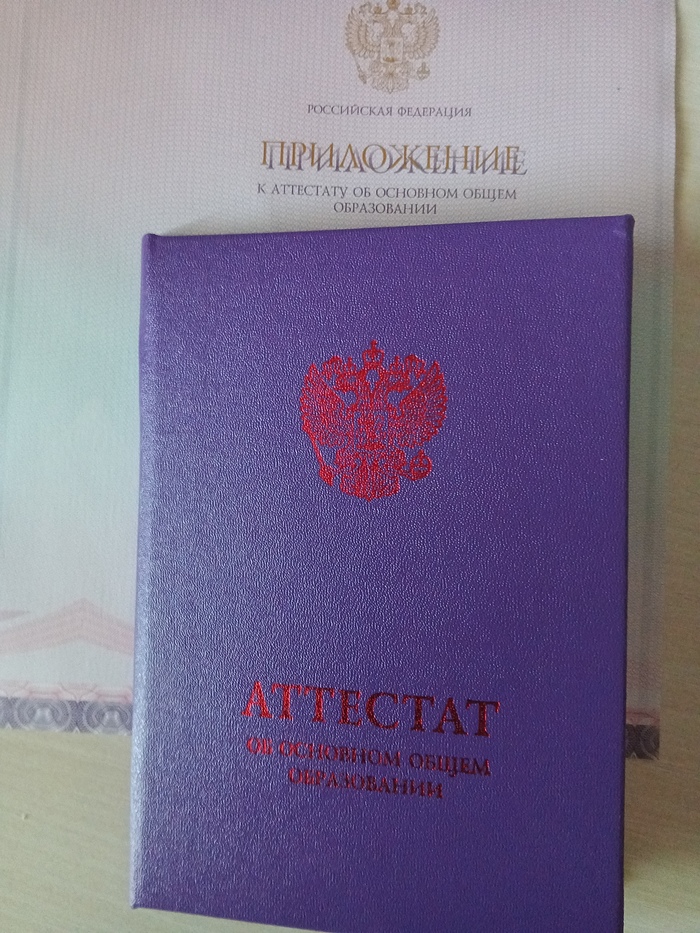 РОССИЙСКАЯ ФЕДЕРАЦИЯ
ПРИЛОЖЕНИЕ
К АТТЕСТАТУ ОБ ОСНОВНОМ ОБЩЕМ
ОБРАЗОВАНИИ
АТТЕСТАТ
ОБ ОСНОВНОМ ОБЩЕМ
ОБРАЗОВАНИИ